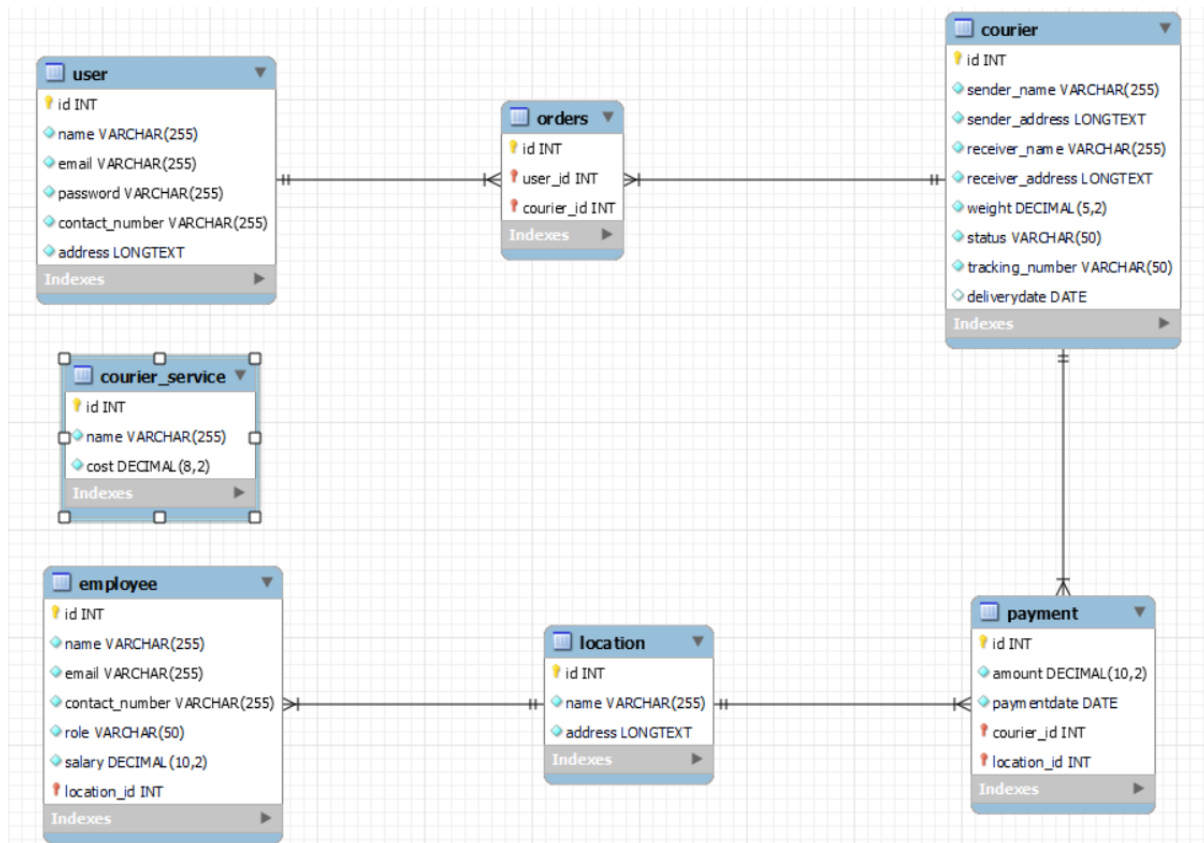 user
id INT
name VARCHAR(255)
email VARCHAR(255)
password VARCHAR(255)
contact_number VARCHAR(255)
address LONGTEXT
Indexes
orders
id INT
user_id INT
courier_id INT
Indexes
courier
id INT
sender_name VARCHAR(255)
sender_address LONGTEXT
receiver_name VARCHAR(255)
receiver_address LONGTEXT
weight DECIMAL(5,2)
status VARCHAR(50)
tracking_number VARCHAR(50)
deliverydate DATE
Indexes
courier_service
id INT
name VARCHAR(255)
cost DECIMAL(8,2)
Indexes
employee
id INT
name VARCHAR(255)
email VARCHAR(255)
contact_number VARCHAR(255)
role VARCHAR(50)
salary DECIMAL(10,2)
location_id INT
Indexes
location
id INT
name VARCHAR(255)
address LONGTEXT
Indexes
payment
id INT
amount DECIMAL(10,2)
paymentdate DATE
courier_id INT
location_id INT
Indexes